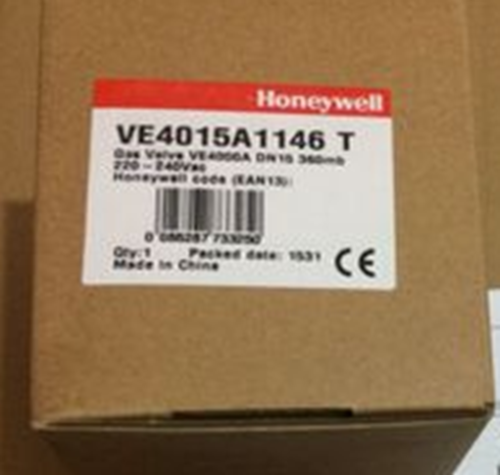 Honeywell
VE4015A1146 T
Gas Valve VE4000A DN15 360mb
220 - 240Vac
Honeywell code (EAN13):
Qty:1 Packed date: 1531
Made in China
CE